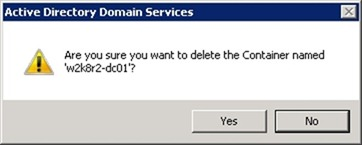 Active Directory Domain Services
Are you sure you want to delete the Container named
'w2k8r2-dc01'?
Yes
No